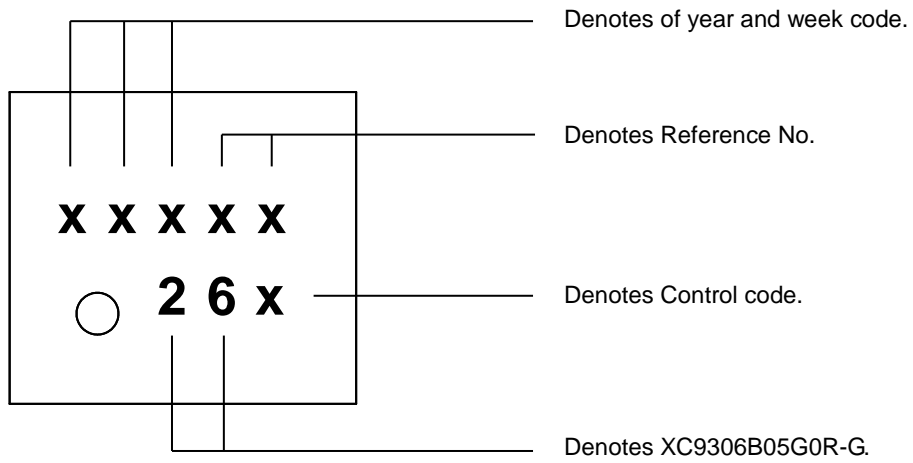 Denotes of year and week code.
Denotes Reference No.
x x x x x
2 6 x
Denotes Control code.
Denotes XC9306B05G0R-G.